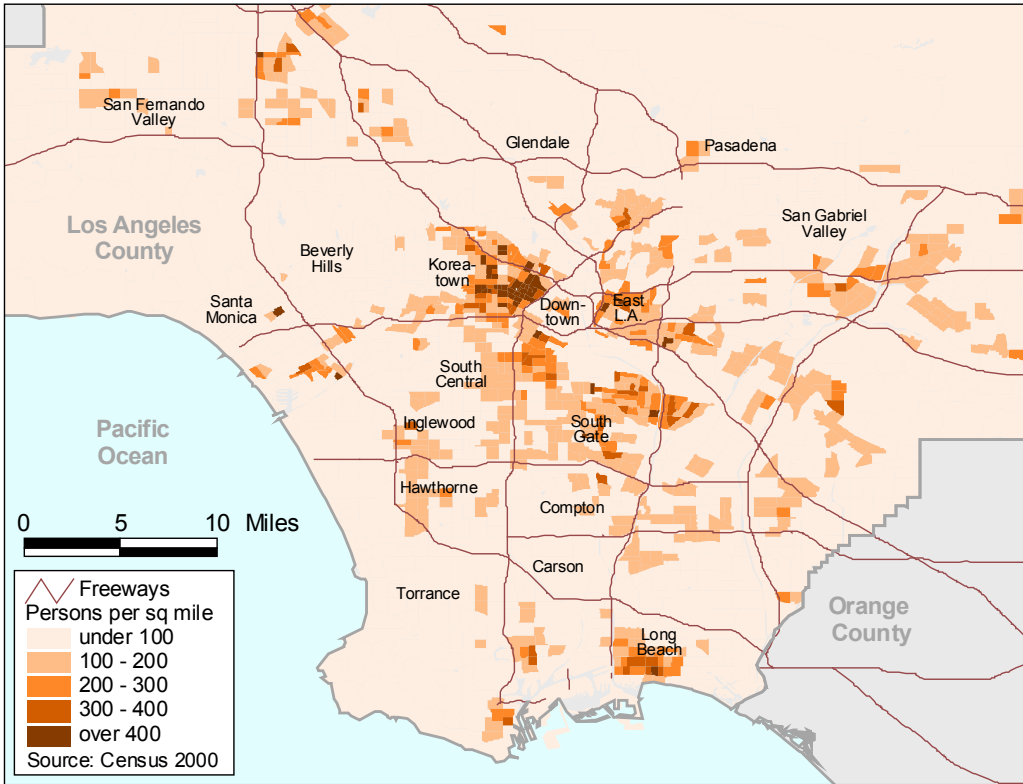 San Fernando
Valley
Glendale
Pasadena
Los Angeles
County
San Gabriel
Valley
Beverly
Hills
Korea-
town
Santa
Monica
Down-
town
East
L.A.
South
Central
Inglewood
South
Gate
Pacific
Ocean
Hawthorne
Compton
0 5 10 Miles
Carson
Torrance
Orange
County
Long
Beach
Freeways
Persons per sq mile
under 100
100 - 200
200 - 300
300 - 400
over 400
Source: Census 2000